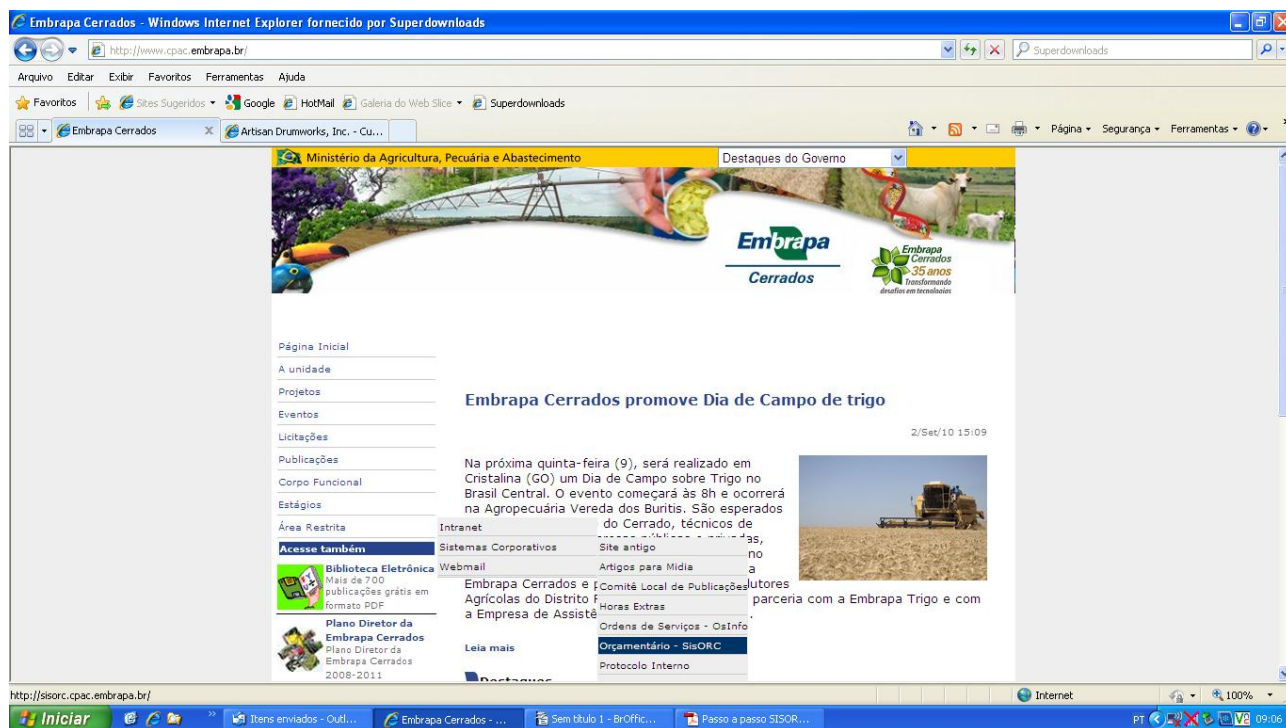 Embrapa Cerrados - Windows Internet Explorer fornecido por Superdownloads
http://www.cpac.embrapa.br/
Superdownloads
Arquivo Editar Exibir Favoritos Ferramentas Ajuda
Favoritos Sites Sugeridos Google HotMail Galeria do Web Slice Superdownloads
Embrapa Cerrados X Artisan Drumworks, Inc. - Cu...
Página Segurança Ferramentas
Ministério da Agricultura, Pecuária e Abastecimento
Destaques do Governo
Embrapa
Cerrados
Embrapa
Cerrados
35 anos
Transformando
desafios em tecnologias
Página Inicial
A unidade
Projetos
Eventos
Licitações
Publicações
Corpo Funcional
Estágios
Área Restrita
Intranet
Sistemas Corporativos
Webmail
Site antigo
Artigos para Mídia
Comitê Local de Publicações
Horas Extras
Ordens de Serviços - OsInfo
Orçamentário - SisORC
Protocolo Interno
Acesse também
Biblioteca Eletrônica
Mais de 700
publicações grátis em
formato PDF
Plano Diretor da
Embrapa Cerrados
Plano Diretor da
Embrapa Cerrados
2008-2011
Embrapa Cerrados promove Dia de Campo de trigo
2/Set/10 15:09
Na próxima quinta-feira (9), será realizado em
Cristalina (GO) um Dia de Campo sobre Trigo no
Brasil Central. O evento começará às 8h e ocorrerá
na Agropecuária Vereda dos Buritis. São esperados
do Cerrado, técnicos de
no
a
Embrapa Cerrados e
Agrícolas do Distrito parceria com a Embrapa Trigo e com
a Empresa de
Leia mais
Destaques
http://sisorc.cpac.embrapa.br/
Internet
100%
Iniciar
Itens enviados - Outl...
Embrapa Cerrados - ...
Sem título 1 - BrOffic...
Passo a passo SISOR...
PT
09:06